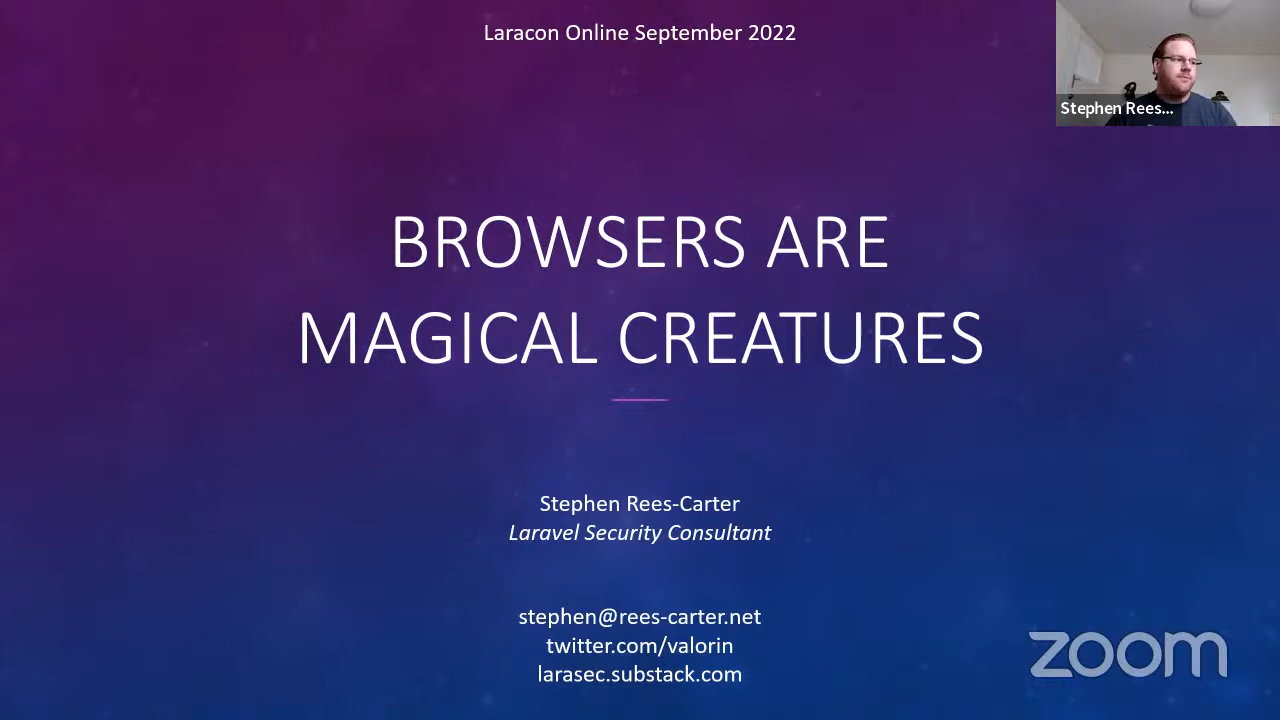 Laracon Online September 2022
Stephen Rees...
BROWSERS ARE
MAGICAL CREATURES
Stephen Rees-Carter
Laravel Security Consultant
stephen@rees-carter.net
twitter.com/valorin
larasec.substack.com
zoom